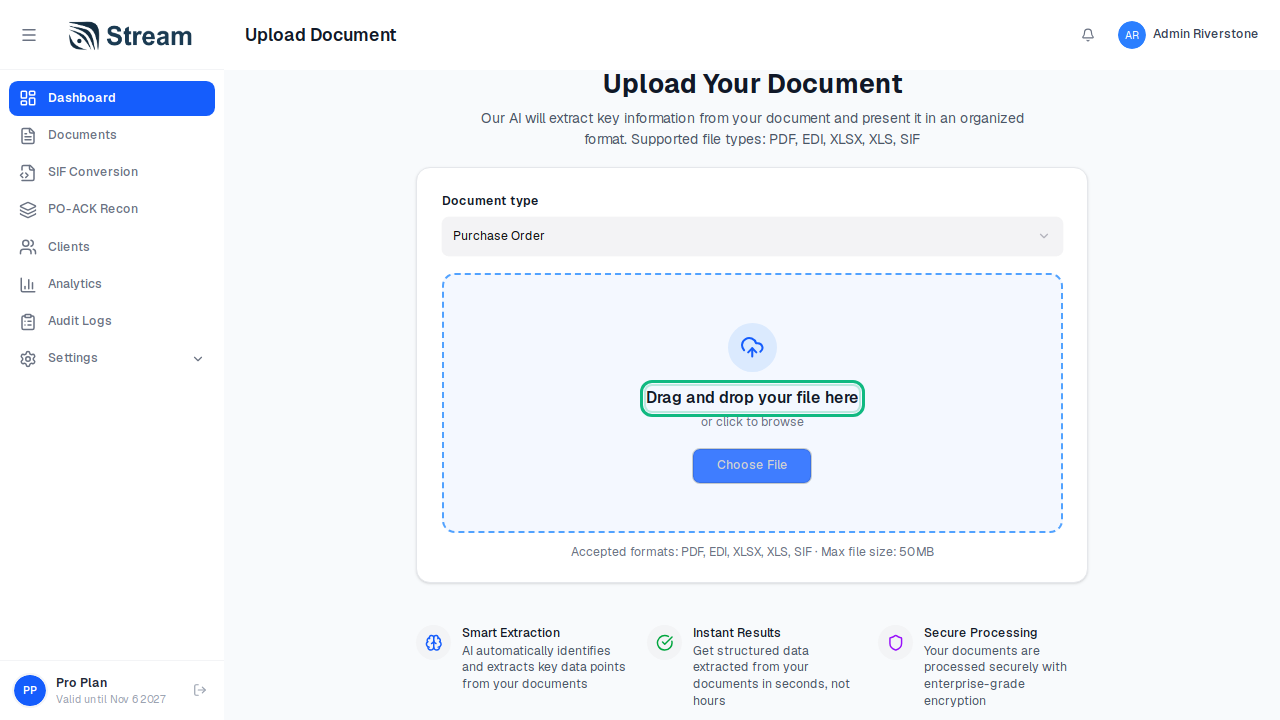 Stream
Upload Document
AR
Admin Riverstone
Dashboard
Documents
SIF Conversion
PO-ACK Recon
Clients
Analytics
Audit Logs
Settings
PP
Pro Plan
Valid until Nov 6 2027
Upload Your Document
Our AI will extract key information from your document and present it in an organized
format. Supported file types: PDF, EDI, XLSX, XLS, SIF
Document type
Purchase Order
Drag and drop your file here
or click to browse
Choose File
Accepted formats: PDF, EDI, XLSX, XLS, SIF · Max file size: 50MB
Smart Extraction
AI automatically identifies
and extracts key data points
from your documents
Instant Results
Get structured data
extracted from your
documents in seconds, not
hours
Secure Processing
Your documents are
processed securely with
enterprise-grade
encryption